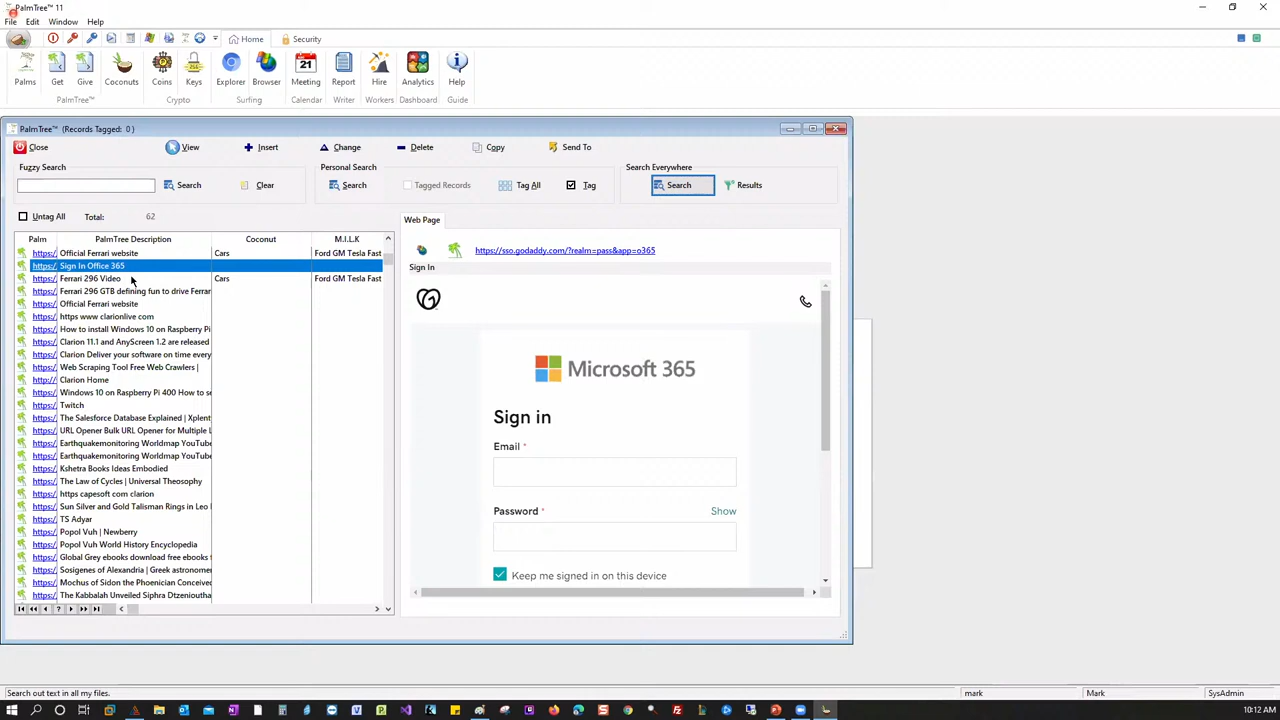 PalmTree™ 11
File Edit Window Help
Home Security
Palms Get Give Coconuts Coins Keys Explorer Browser Meeting Report Hire Analytics Help
21
PalmTree™ Crypto Surfing Calendar Writer Workers Dashboard Guide
PalmTree™ (Records Tagged: 0 )
Close View Insert Change Delete Copy Send To
Fuzzy Search Personal Search Search Everywhere
Search Clear Search Tagged Records Tag All Tag Search Results
Untag All Total: 62
Web Page
Palm PalmTree Description Coconut M.I.L.K
https:/ Official Ferrari website Cars Ford GM Tesla Fast
https:/ Sign In Office 365
https:/ Ferrari 296 Video Cars Ford GM Tesla Fast
https:/ Ferrari 296 GTB defining fun to drive Ferrar
https:/ Official Ferrari website
https:/ https www clarionlive com
https:/ How to install Windows 10 on Raspberry Pi
https:/ Clarion 11.1 and AnyScreen 1.2 are released
https:/ Clarion Deliver your software on time every
https:/ Web Scraping Tool Free Web Crawlers |
http:// Clarion Home
https:/ Windows 10 on Raspberry Pi 400 How to se
https:/ Twitch
https:/ The Salesforce Database Explained | Xplent
https:/ URL Opener Bulk URL Opener for Multiple L
https:/ Earthquakemonitoring Worldmap YouTube
https:/ Earthquakemonitoring Worldmap YouTube
https:/ Kshetra Books Ideas Embodied
https:/ The Law of Cycles | Universal Theosophy
https:/ https capesoft com clarion
https:/ Sun Silver and Gold Talisman Rings in Leo
https:/ TS Adyar
https:/ Popol Vuh | Newberry
https:/ Popol Vuh World History Encyclopedia
https:/ Global Grey ebooks download free ebooks
https:/ Sosigenes of Alexandria | Greek astronome
https:/ Mochus of Sidon the Phoenician Conceived
https:/ The Kabbalah Unveiled Siphra Dtzenioutha
https://sso.godaddy.com/?realm=pass&app=o365
Sign In
Microsoft 365
Sign in
Email *
Password * Show
Keep me signed in on this device
Search out text in all my files. mark Mark SysAdmin
10:12 AM